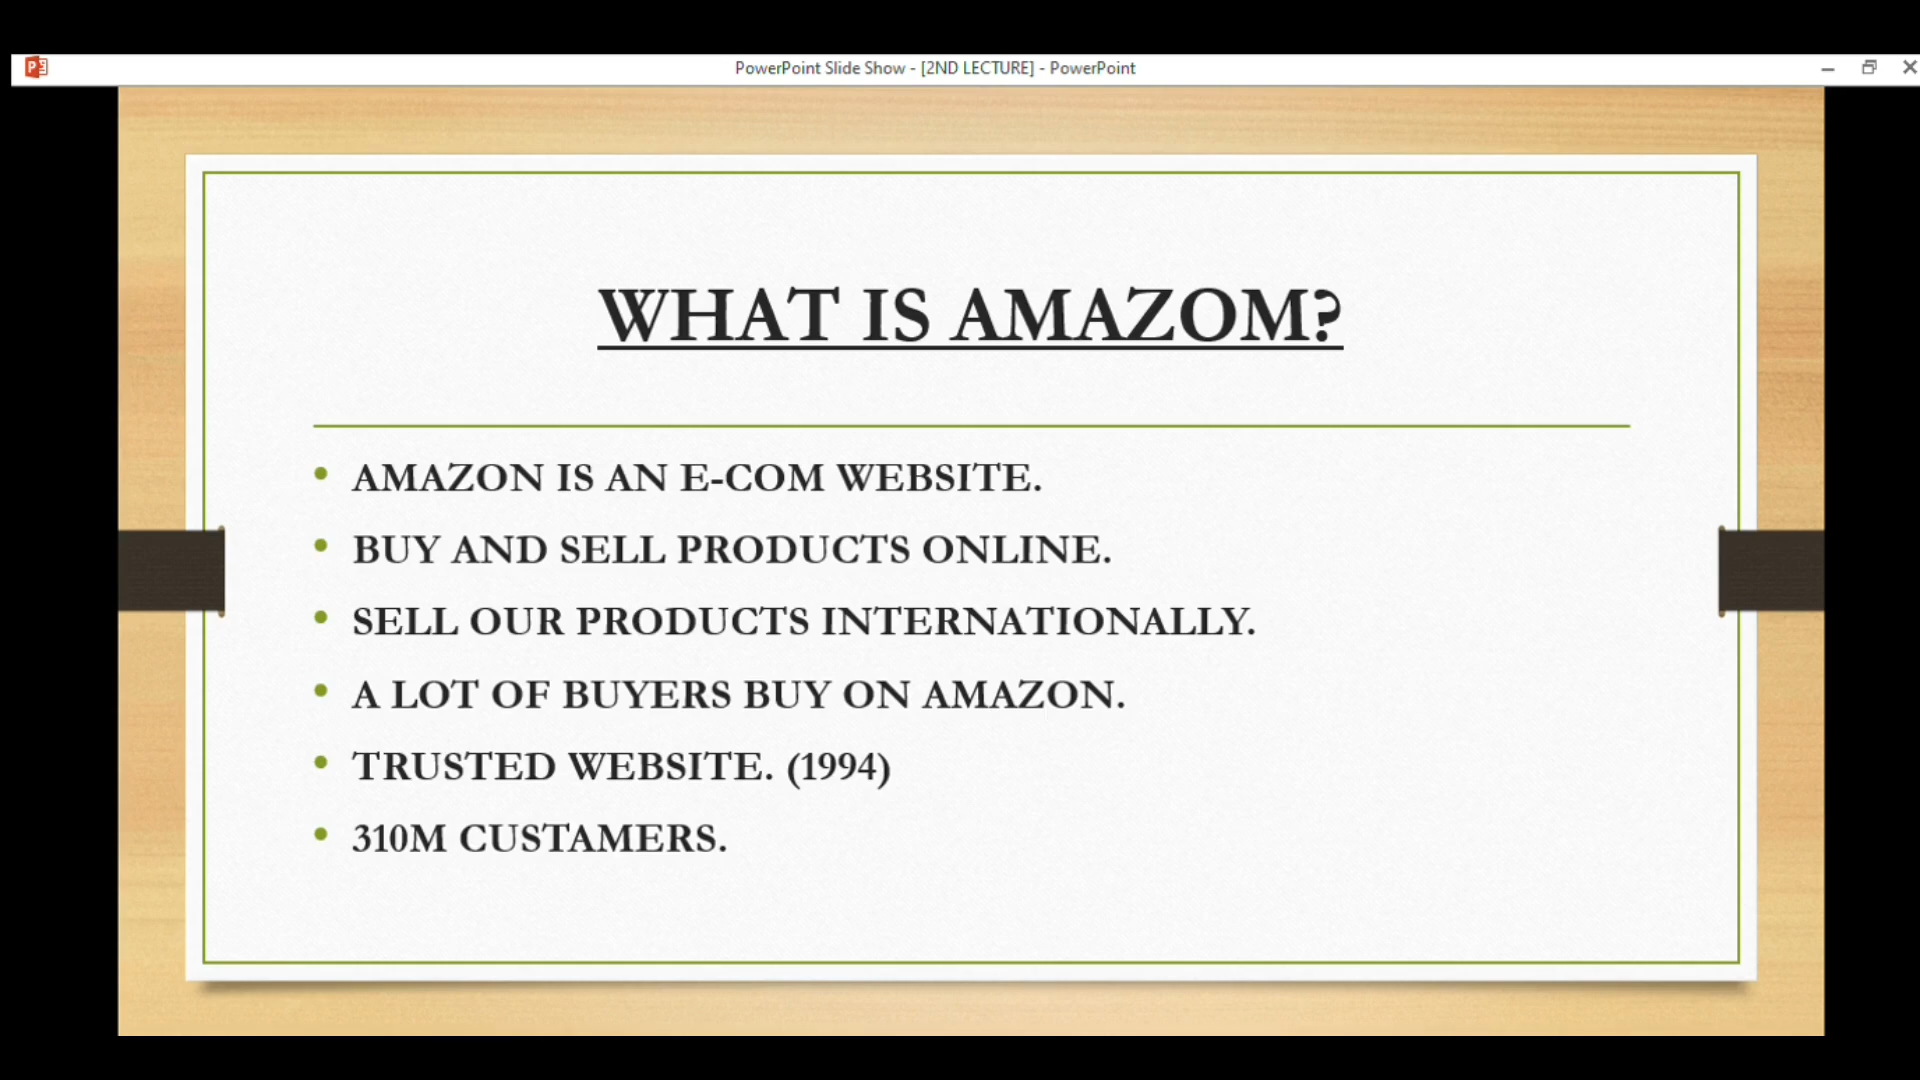 PowerPoint Slide Show - [2ND LECTURE] - PowerPoint
WHAT IS AMAZOM?
• AMAZON IS AN E-COM WEBSITE.
• BUY AND SELL PRODUCTS ONLINE.
• SELL OUR PRODUCTS INTERNATIONALLY.
• A LOT OF BUYERS BUY ON AMAZON.
• TRUSTED WEBSITE. (1994)
• 310M CUSTAMERS.